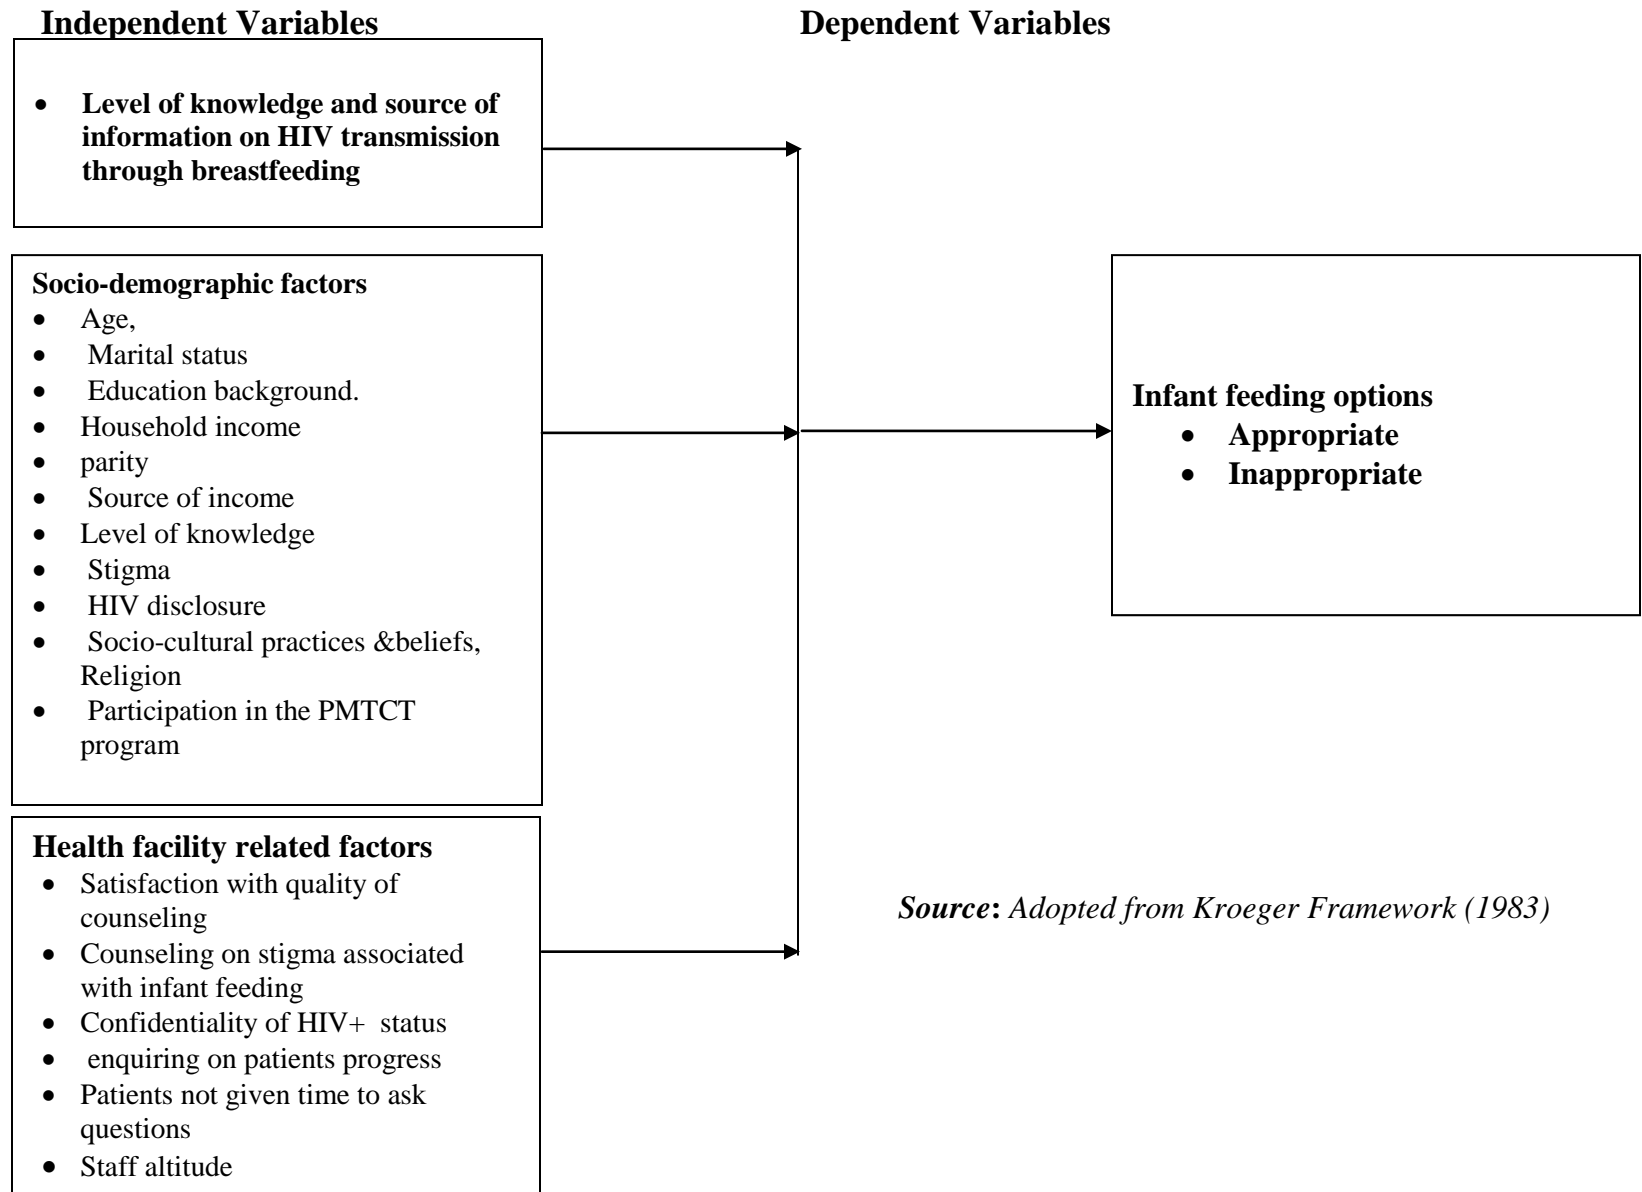 Independent Variables
Dependent Variables
• Level of knowledge and source of
information on HIV transmission
through breastfeeding
Socio-demographic factors
• Age,
• Marital status
• Education background.
• Household income
• parity
• Source of income
• Level of knowledge
• Stigma
• HIV disclosure
• Socio-cultural practices &beliefs,
Religion
• Participation in the PMTCT
program
Health facility related factors
• Satisfaction with quality of
counseling
• Counseling on stigma associated
with infant feeding
• Confidentiality of HIV+ status
• enquiring on patients progress
• Patients not given time to ask
questions
• Staff altitude
Infant feeding options
• Appropriate
• Inappropriate
Source: Adopted from Kroeger Framework (1983)